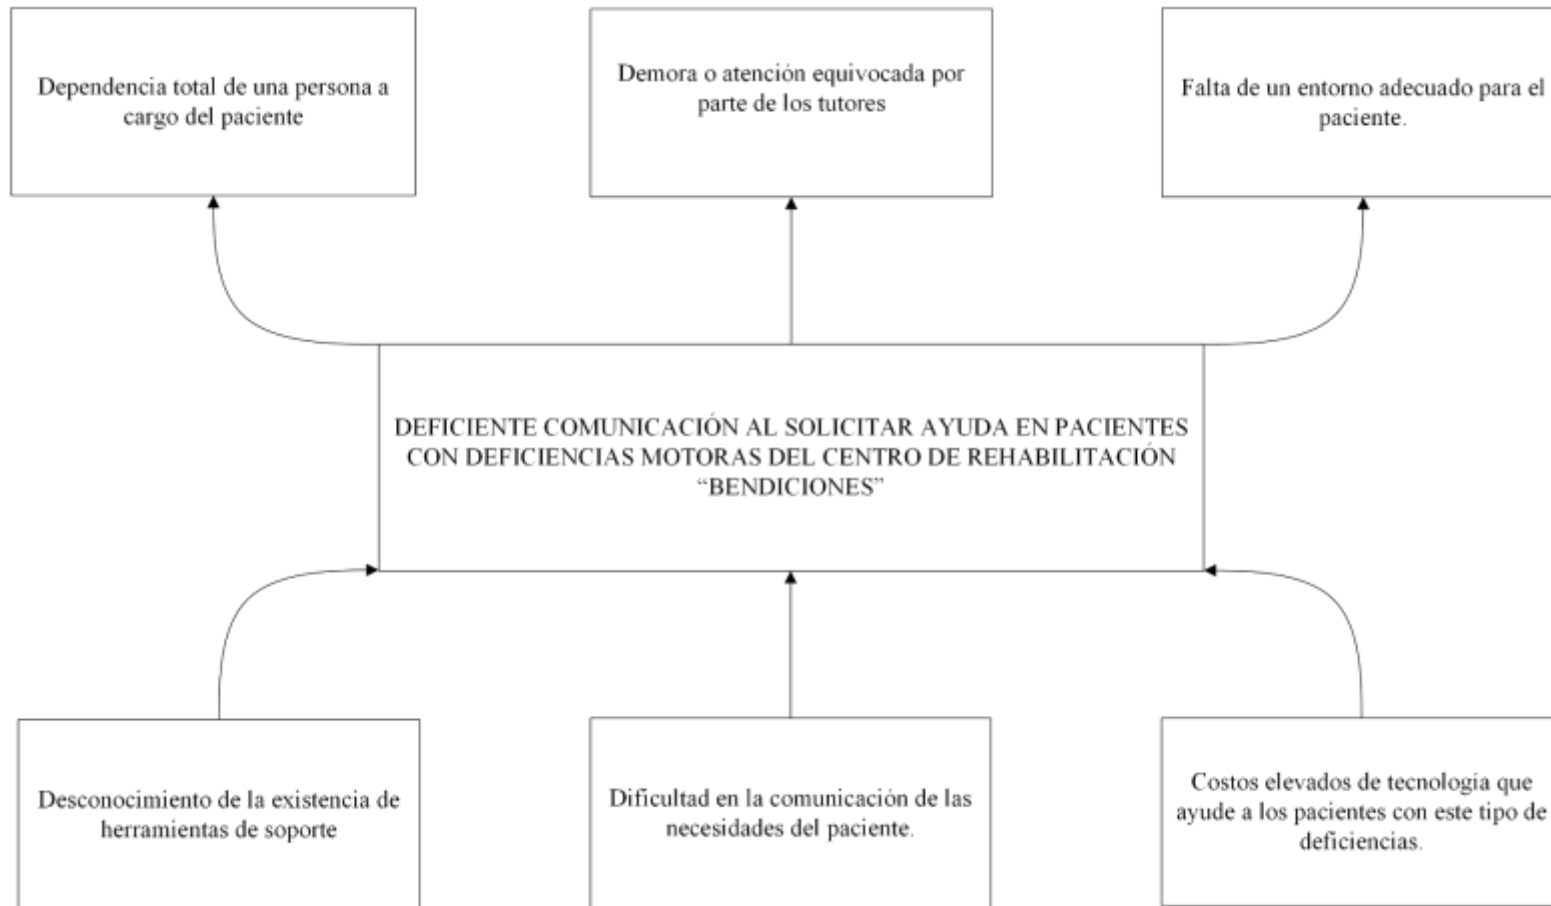 Dependencia total de una persona a
cargo del paciente
Demora o atención equivocada por
parte de los tutores
Falta de un entorno adecuado para el
paciente.
DEFICIENTE COMUNICACIÓN AL SOLICITAR AYUDA EN PACIENTES
CON DEFICIENCIAS MOTORAS DEL CENTRO DE REHABILITACIÓN
“BENDICIONES”
Desconocimiento de la existencia de
herramientas de soporte
Dificultad en la comunicación de las
necesidades del paciente.
Costos elevados de tecnología que
ayude a los pacientes con este tipo de
deficiencias.